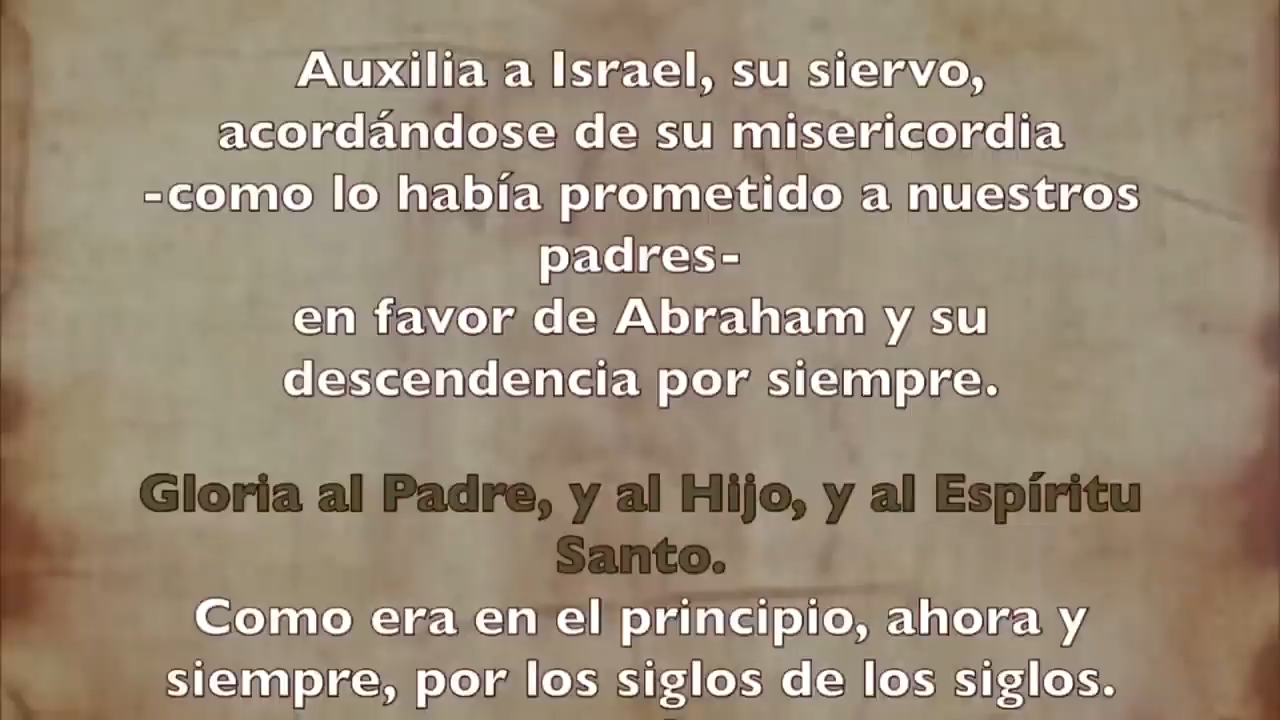 Auxilia a Israel, su siervo,
acordándose de su misericordia
-como lo había prometido a nuestros
padres-
en favor de Abraham y su
descendencia por siempre.
Gloria al Padre, y al Hijo, y al Espíritu
Santo.
Como era en el principio, ahora y
siempre, por los siglos de los siglos.